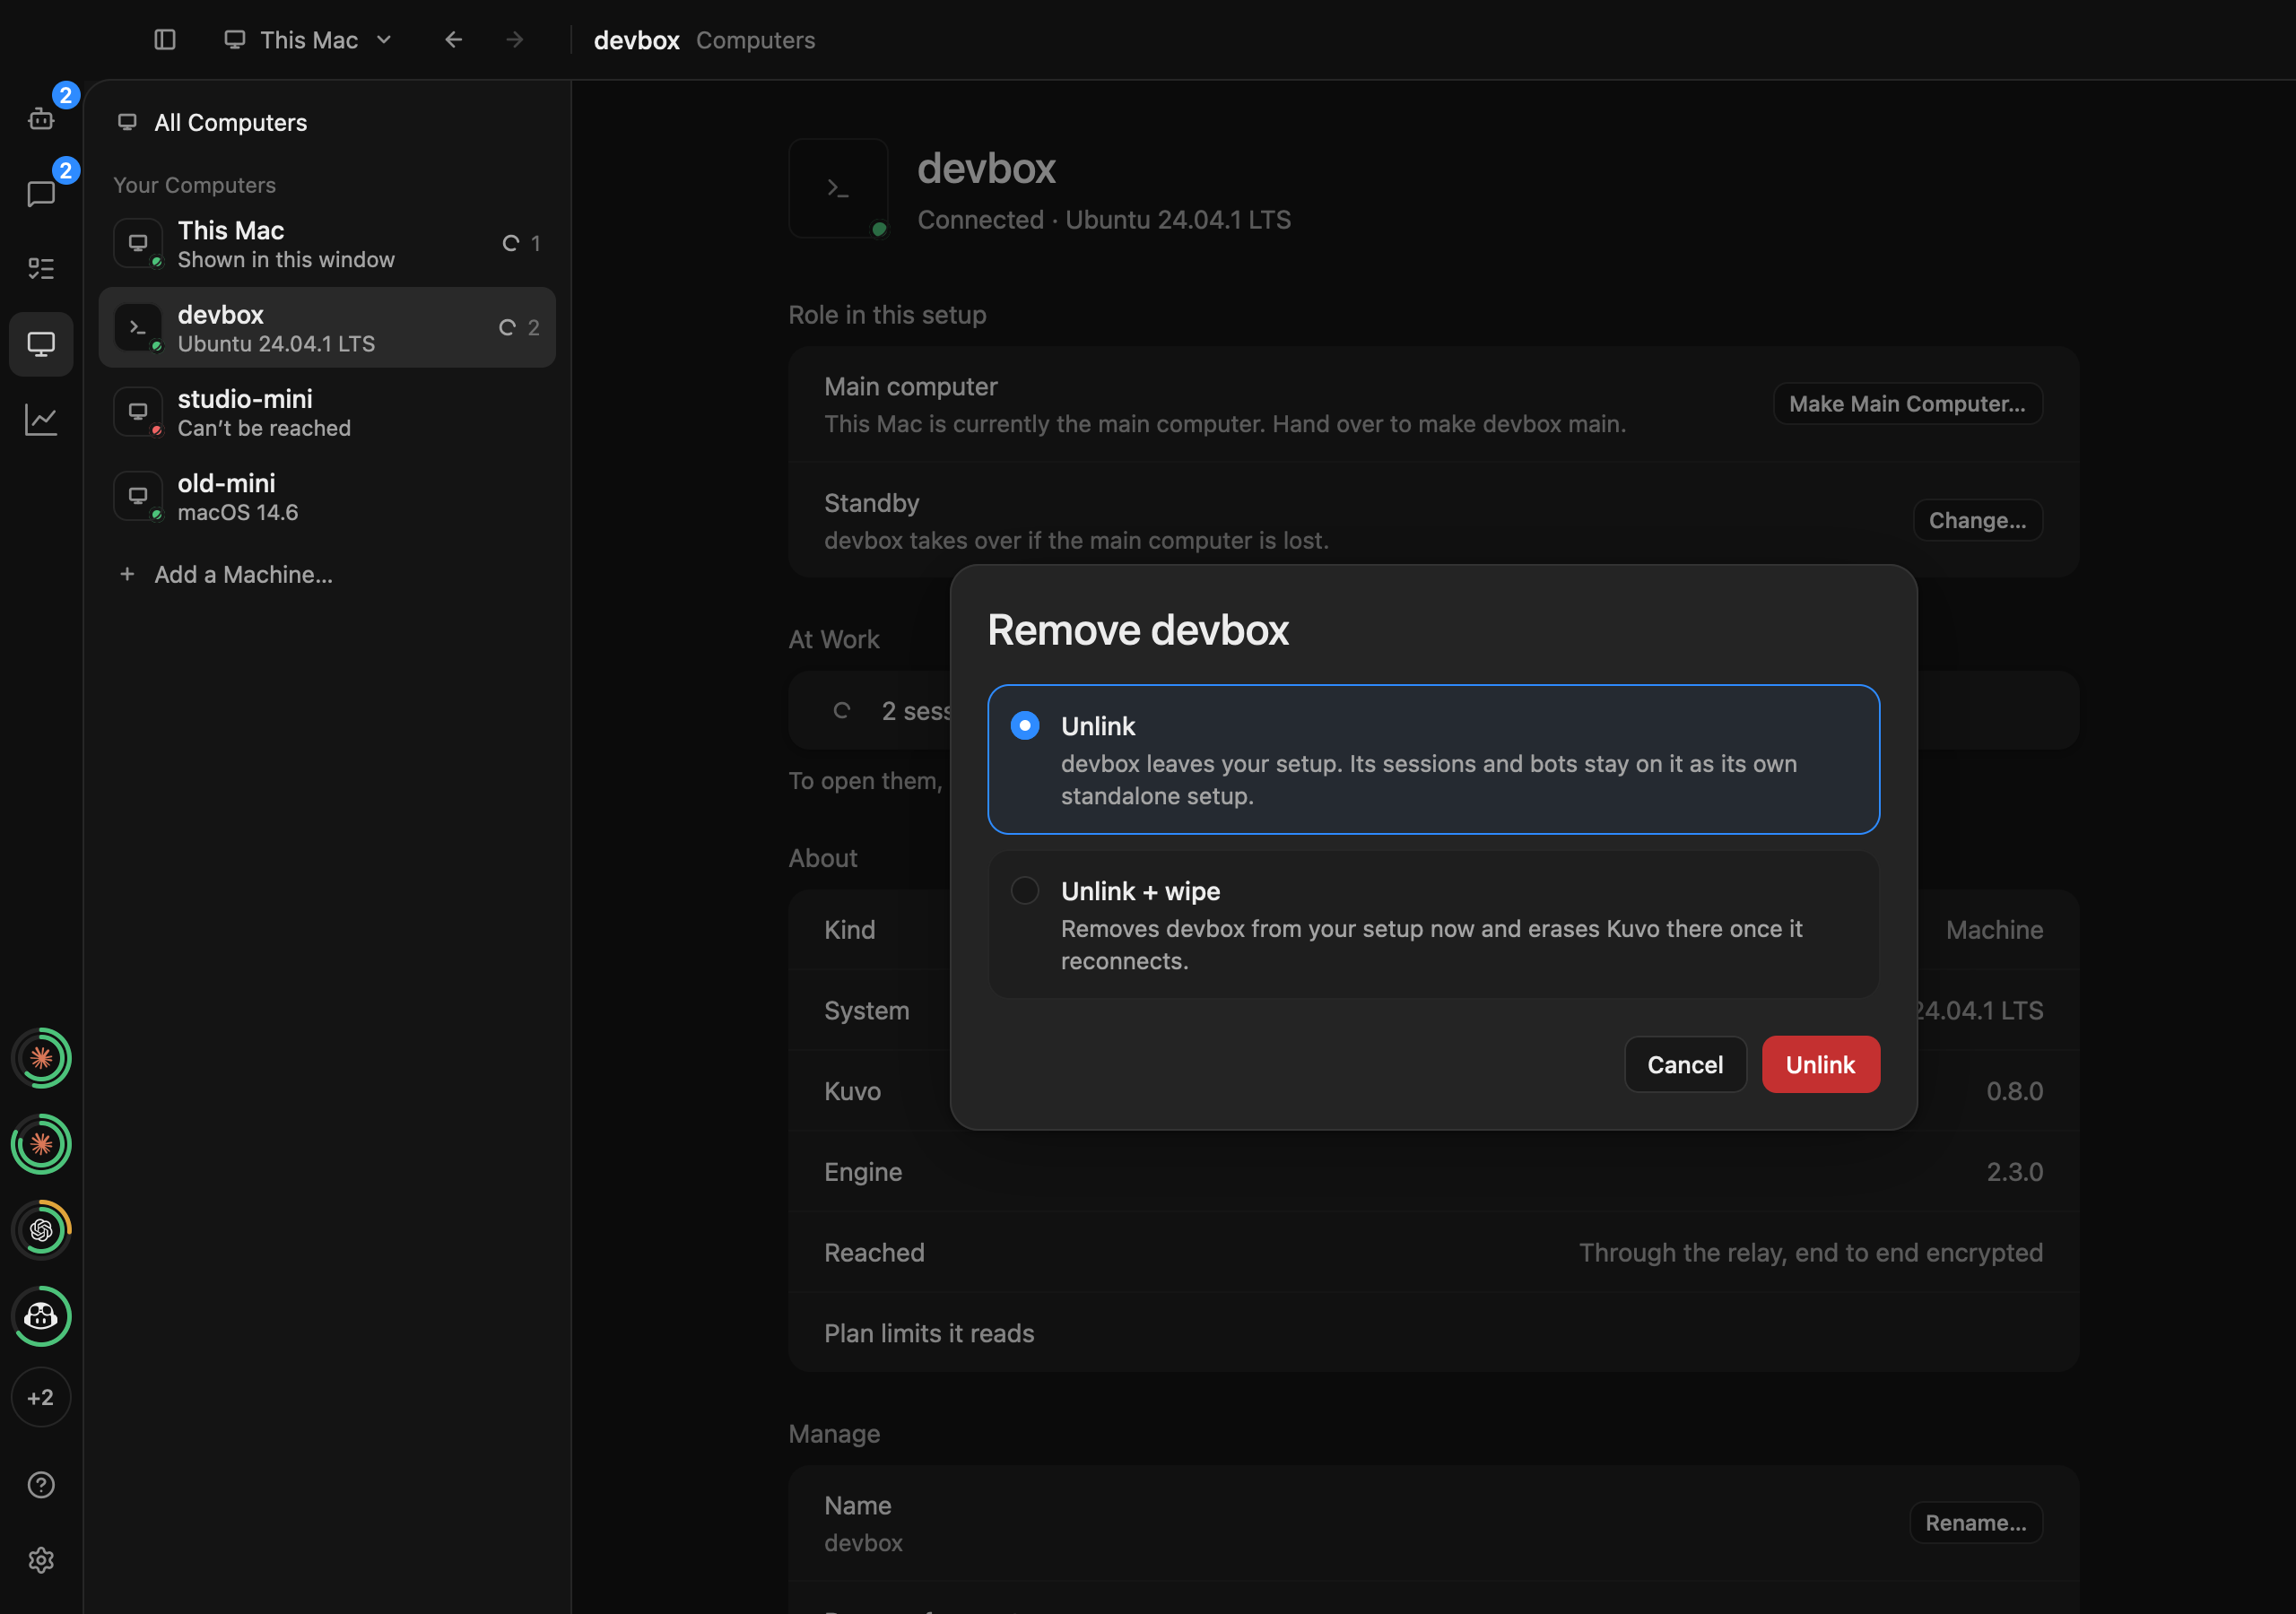 This Mac
devbox Computers
2
2
All Computers
Your Computers
This Mac
Shown in this window
1
devbox
Ubuntu 24.04.1 LTS
2
studio-mini
Can’t be reached
old-mini
macOS 14.6
Add a Machine...
+2
devbox
Connected · Ubuntu 24.04.1 LTS
Role in this setup
Main computer
This Mac is currently the main computer. Hand over to make devbox main.
Make Main Computer...
Standby
devbox takes over if the main computer is lost.
Change...
At Work
2 sess
To open them,
About
Kind
Machine
System
24.04.1 LTS
Kuvo
0.8.0
Engine
2.3.0
Reached
Through the relay, end to end encrypted
Plan limits it reads
Manage
Name
devbox
Rename...
Remove devbox
Unlink
devbox leaves your setup. Its sessions and bots stay on it as its own
standalone setup.
Unlink + wipe
Removes devbox from your setup now and erases Kuvo there once it
reconnects.
Cancel
Unlink